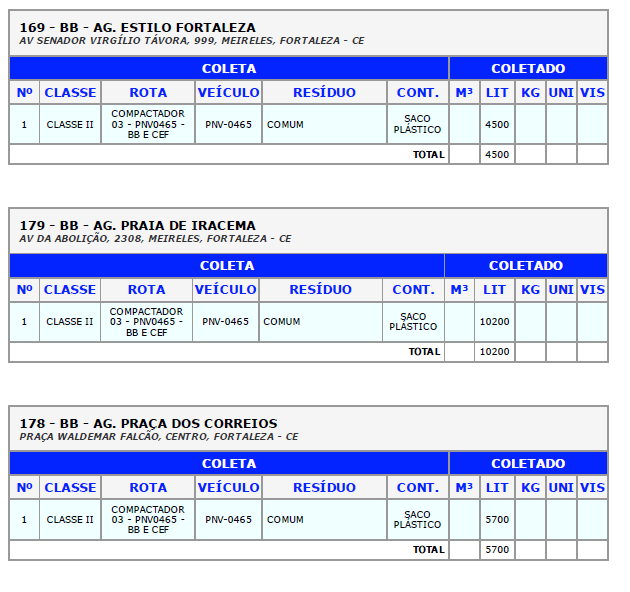 169 - BB - AG. ESTILO FORTALEZA
AV SENADOR VIRGÍLIO TÁVORA, 999, MEIRELES, FORTALEZA - CE
COLETA COLETADO
Nº CLASSE ROTA VEÍCULO RESÍDUO CONT. M³ LIT KG UNI VIS
1 CLASSE II COMPACTADOR 03 - PNV0465 - BB E CEF PNV-0465 COMUM SACO PLÁSTICO 4500
TOTAL 4500
179 - BB - AG. PRAIA DE IRACEMA
AV DA ABOLIÇÃO, 2308, MEIRELES, FORTALEZA - CE
COLETA COLETADO
Nº CLASSE ROTA VEÍCULO RESÍDUO CONT. M³ LIT KG UNI VIS
1 CLASSE II COMPACTADOR 03 - PNV0465 - BB E CEF PNV-0465 COMUM SACO PLÁSTICO 10200
TOTAL 10200
178 - BB - AG. PRAÇA DOS CORREIOS
PRAÇA WALDEMAR FALCÃO, CENTRO, FORTALEZA - CE
COLETA COLETADO
Nº CLASSE ROTA VEÍCULO RESÍDUO CONT. M³ LIT KG UNI VIS
1 CLASSE II COMPACTADOR 03 - PNV0465 - BB E CEF PNV-0465 COMUM SACO PLÁSTICO 5700
TOTAL 5700